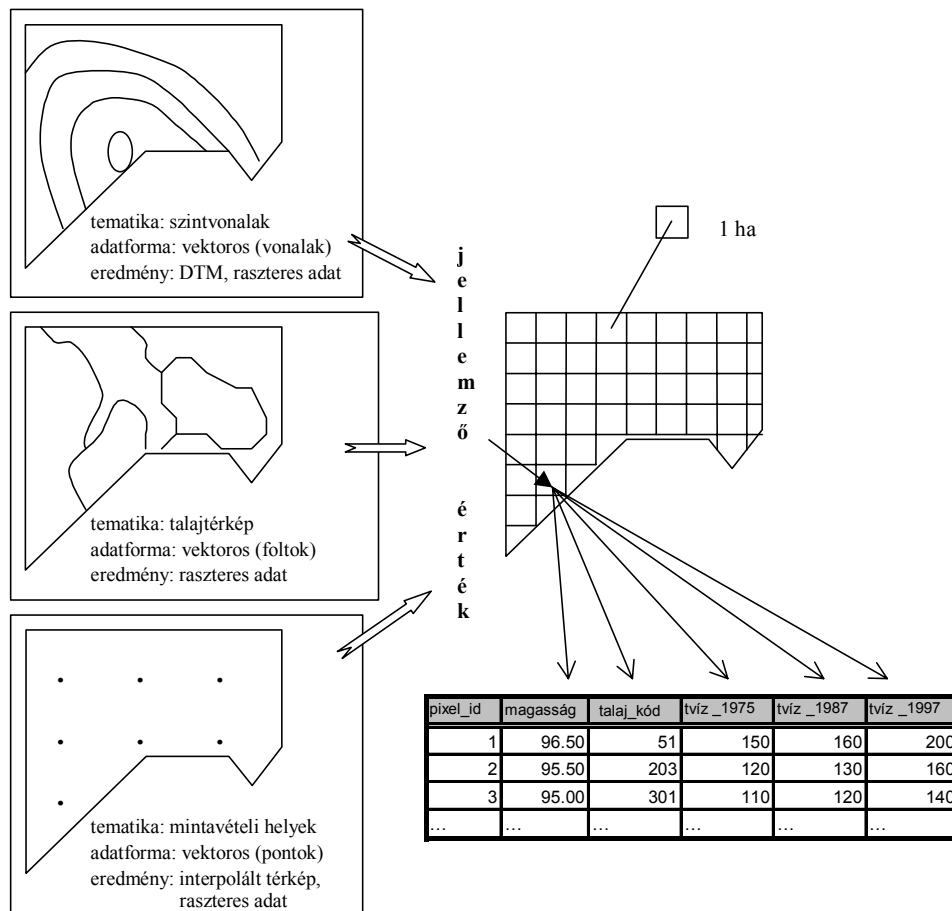 tematika: szintvonalak
adatforma: vektoros (vonalak)
eredmény: DTM, raszteres adat
tematika: talajtérkép
adatforma: vektoros (foltok)
eredmény: raszteres adat
tematika: mintavételi helyek
adatforma: vektoros (pontok)
eredmény: interpolált térkép,
raszteres adat
jellemző érték
1 ha
pixel_id magasság talaj_kód tvíz _1975 tvíz _1987 tvíz _1997
1 96.50 51 150 160 200
2 95.50 203 120 130 160
3 95.00 301 110 120 140
... ... ... ... ... ...